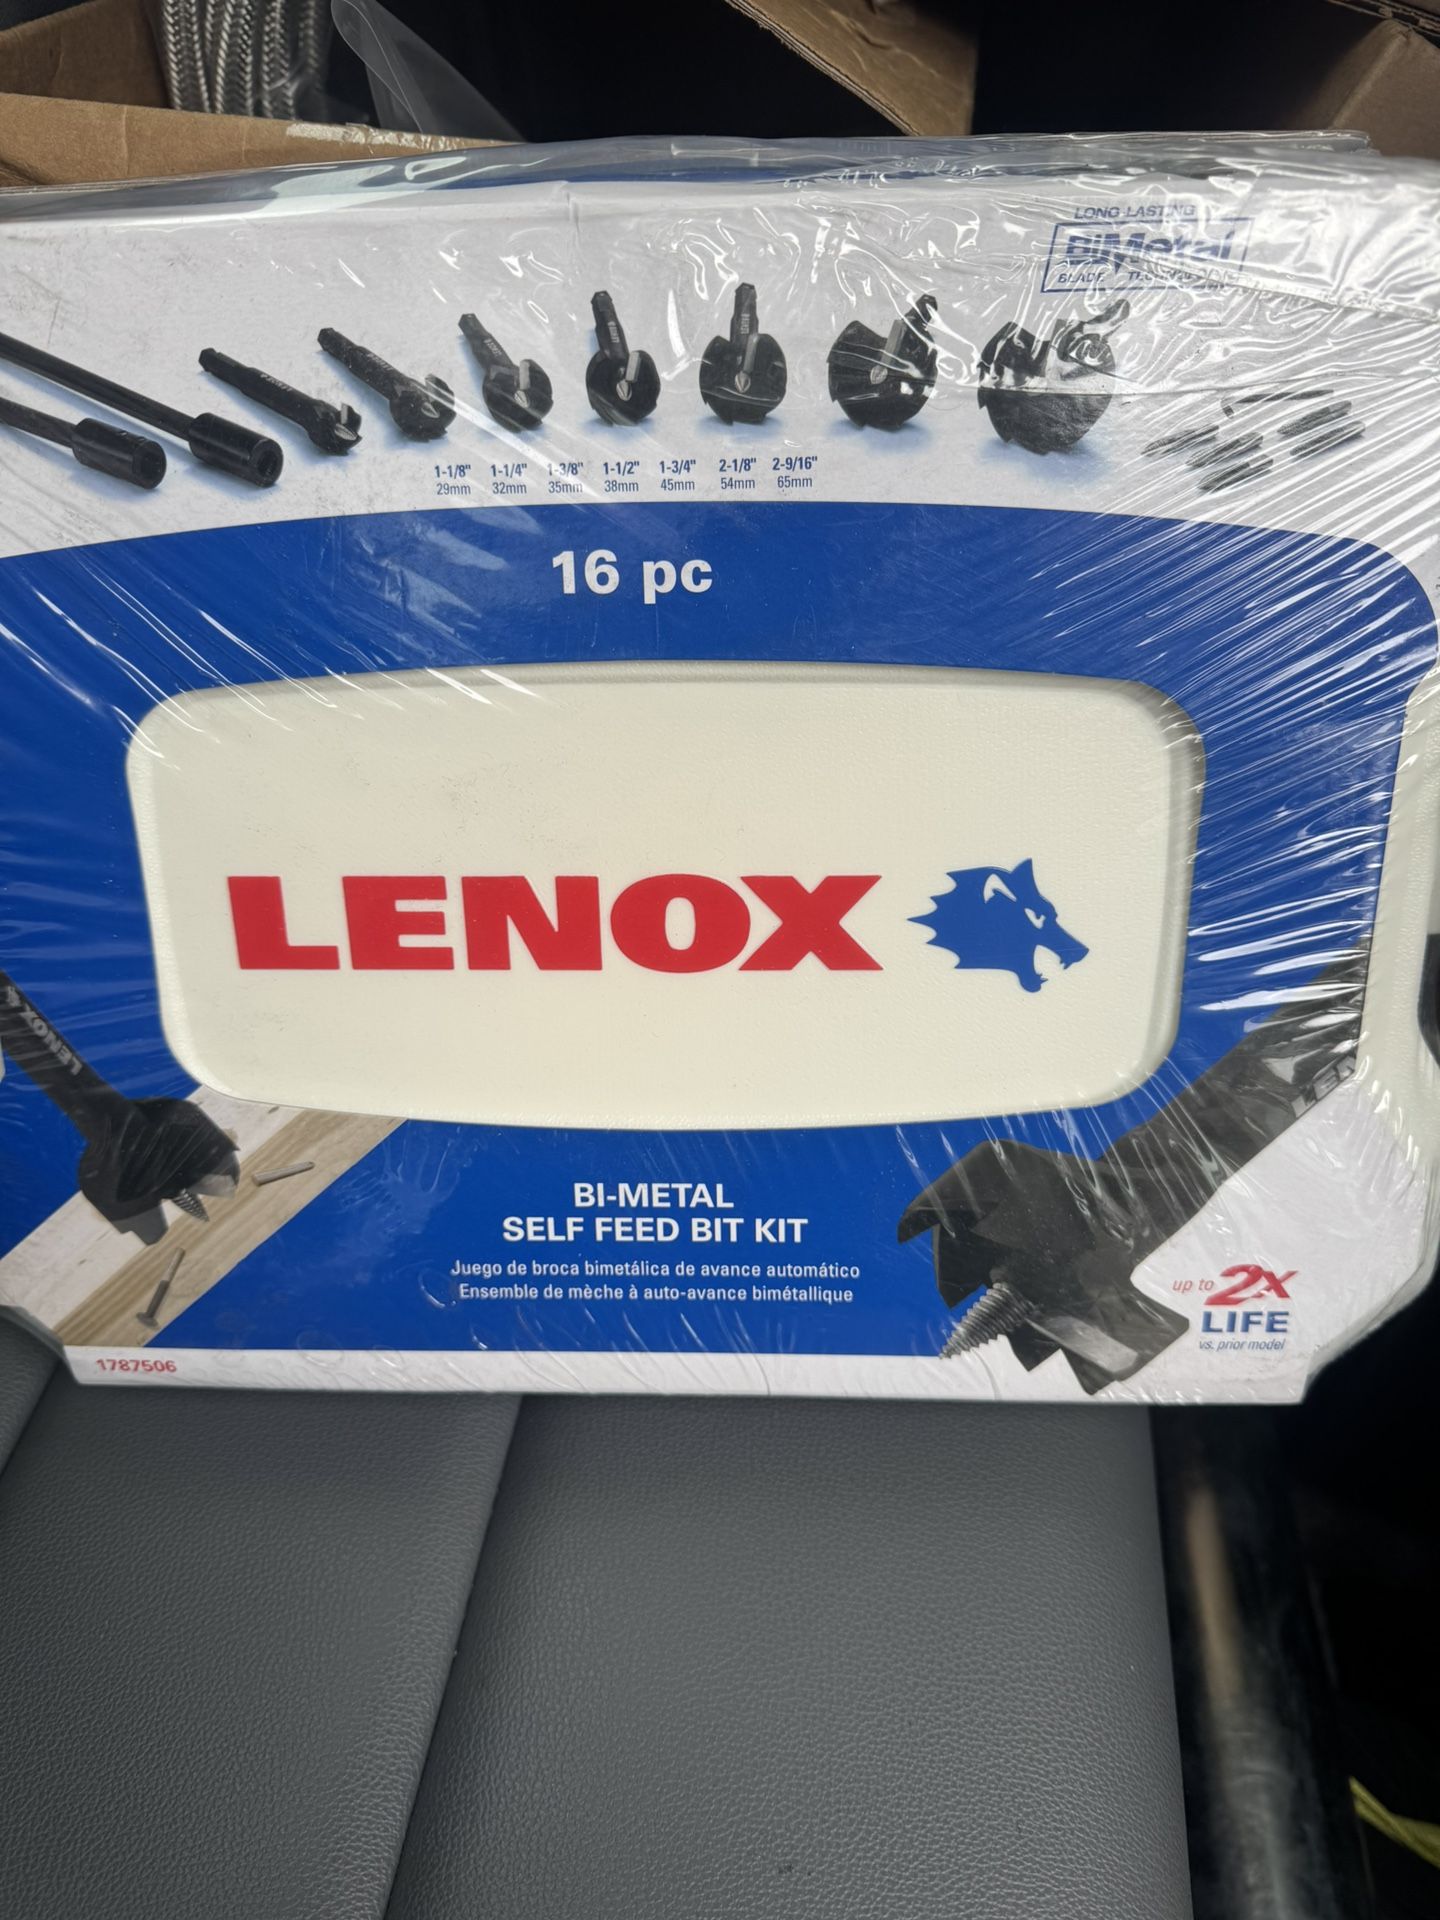 LONG-LASTING
BiMetal
BLADE
1-1/8" 1-1/4" 1-3/8" 1-1/2" 1-3/4" 2-1/8" 2-9/16"
29mm 32mm 35mm 38mm 45mm 54mm 65mm
16 pc
LENOX
LENOX
BI-METAL
SELF FEED BIT KIT
Juego de broca bimetálica de avance automático
Ensemble de mèche à auto-avance bimétallique
up to 2X
LIFE
vs. prior model
1787506